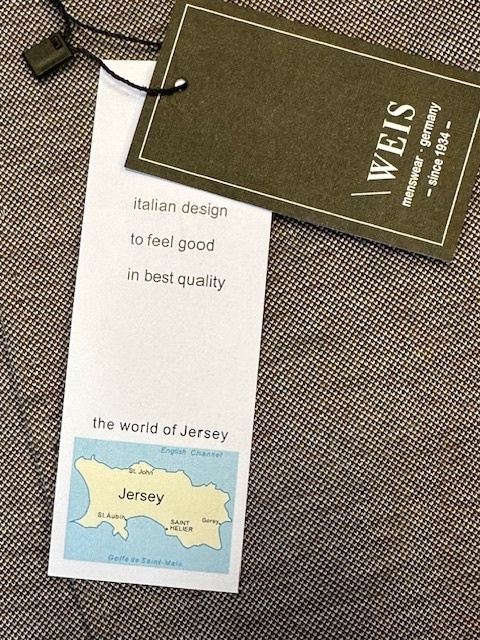 \WEIS
menswear · germany
– since 1934 –
italian design
to feel good
in best quality
the world of Jersey
English Channel
St. John
Jersey
St.Aubin
SAINT
HELIER
Gorey
Golfe de Saint-Malo